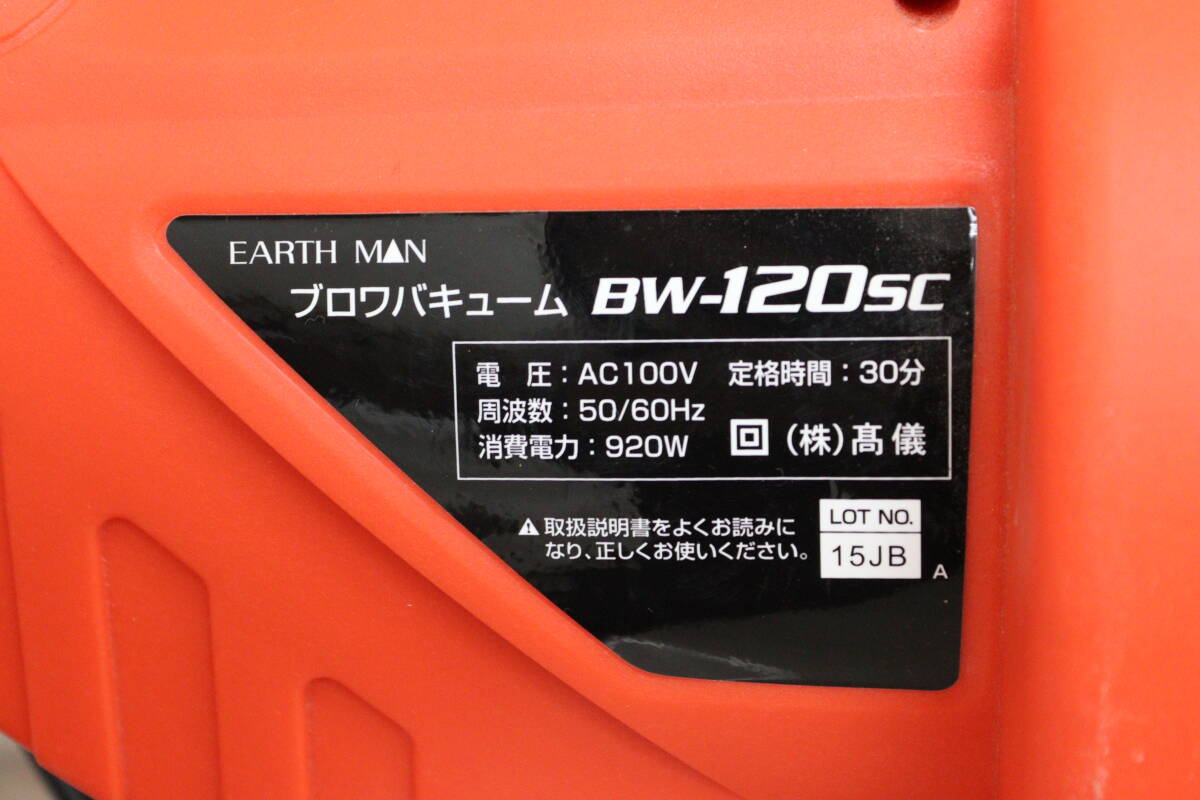 EARTH MAN
ブロワバキューム BW-120SC
電 圧：AC100V 定格時間：30分
周波数：50/60Hz
消費電力：920W 回 (株)髙儀
⚠取扱説明書をよくお読みに
なり、正しくお使いください。
LOT NO.
15JB
A